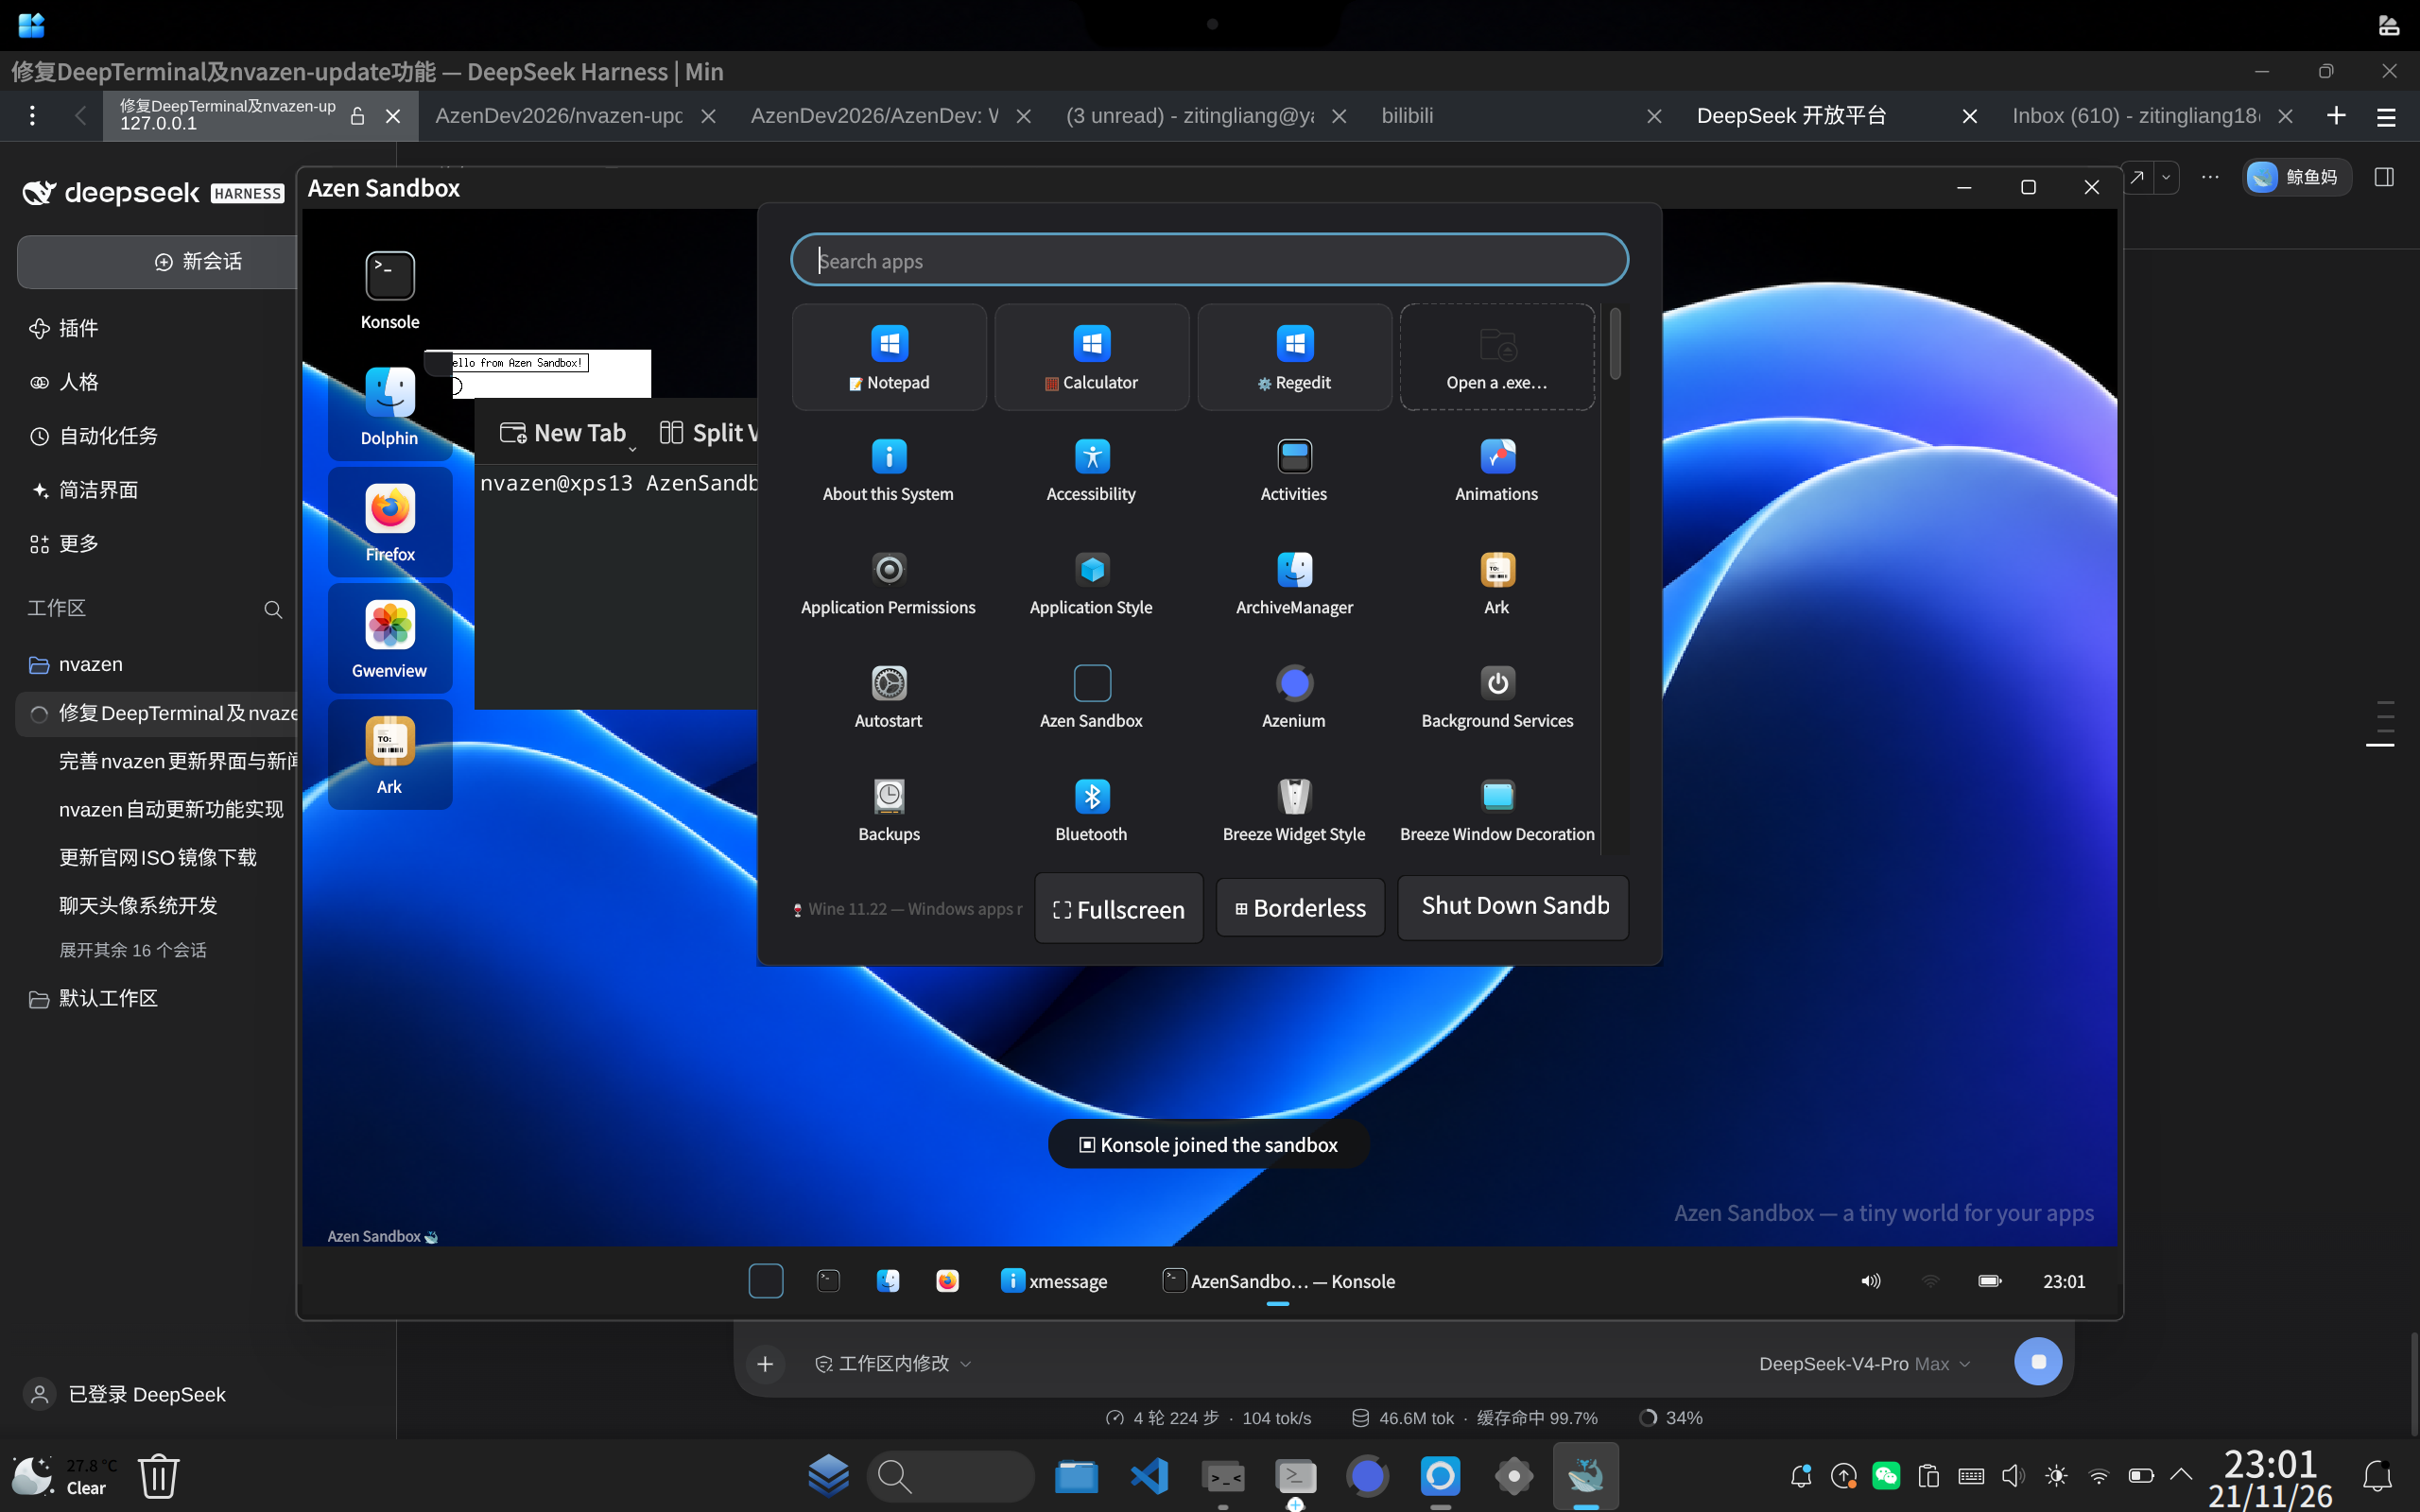 修复DeepTerminal及nvazen-update功能 — DeepSeek Harness | Min
修复DeepTerminal及nvazen-up
127.0.0.1
AzenDev2026/nvazen-upd
AzenDev2026/AzenDev: W
(3 unread) - zitingliang@ya
bilibili
DeepSeek 开放平台
Inbox (610) - zitingliang18
deepseek HARNESS
新会话
插件
人格
自动化任务
简洁界面
更多
工作区
nvazen
修复DeepTerminal及nvaze
完善nvazen更新界面与新闻
nvazen自动更新功能实现
更新官网ISO镜像下载
聊天头像系统开发
展开其余 16 个会话
默认工作区
已登录 DeepSeek
鲸鱼妈
Azen Sandbox
Konsole
Dolphin
Firefox
Gwenview
Ark
ello from Azen Sandbox!
New Tab
Split V
nvazen@xps13 AzenSandb
Search apps
Notepad
Calculator
Regedit
Open a .exe…
About this System
Accessibility
Activities
Animations
Application Permissions
Application Style
ArchiveManager
Ark
Autostart
Azen Sandbox
Azenium
Background Services
Backups
Bluetooth
Breeze Widget Style
Breeze Window Decoration
Wine 11.22 — Windows apps r
Fullscreen
Borderless
Shut Down Sandb
Konsole joined the sandbox
Azen Sandbox — a tiny world for your apps
Azen Sandbox
xmessage
AzenSandbo… — Konsole
23:01
工作区内修改
DeepSeek-V4-Pro Max
4 轮 224 步 · 104 tok/s
46.6M tok · 缓存命中 99.7%
34%
27.8 °C
Clear
23:01
21/11/26